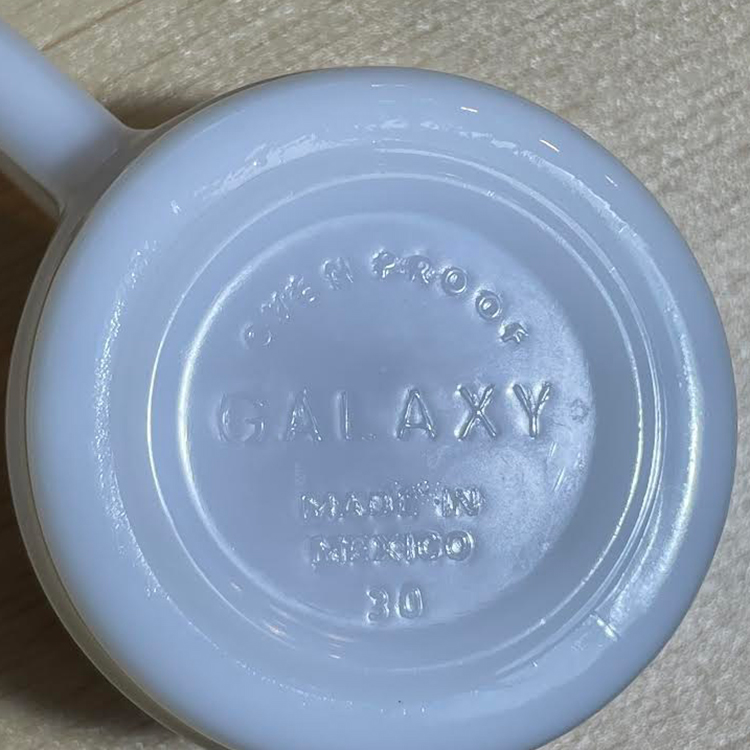 OVEN PROOF
GALAXY
MADE IN
MEXICO
30